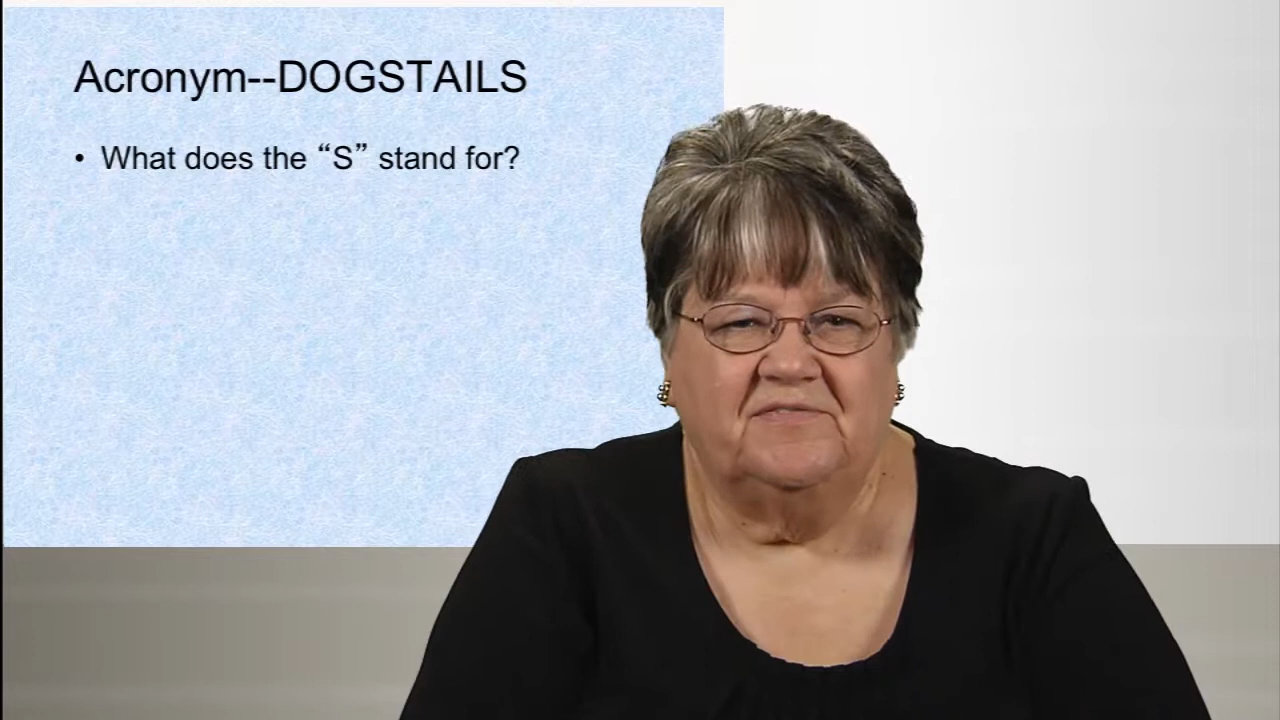 Acronym--DOGSTAILS
• What does the “S” stand for?